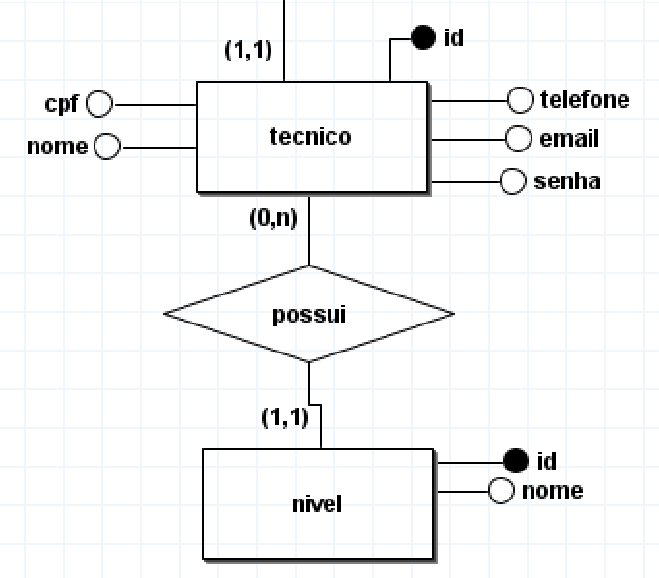 id
(1,1)
cpf
telefone
nome
tecnico
email
senha
(0,n)
possui
(1,1)
nivel
id
nome